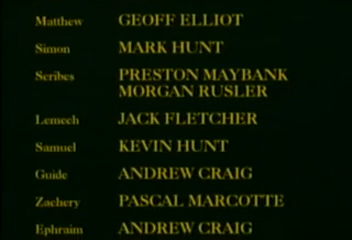 Matthew GEOFF ELLIOT
Simon MARK HUNT
Scribes PRESTON MAYBANK
MORGAN RUSLER
Lemech JACK FLETCHER
Samuel KEVIN HUNT
Guide ANDREW CRAIG
Zachery PASCAL MARCOTTE
Ephraim ANDREW CRAIG